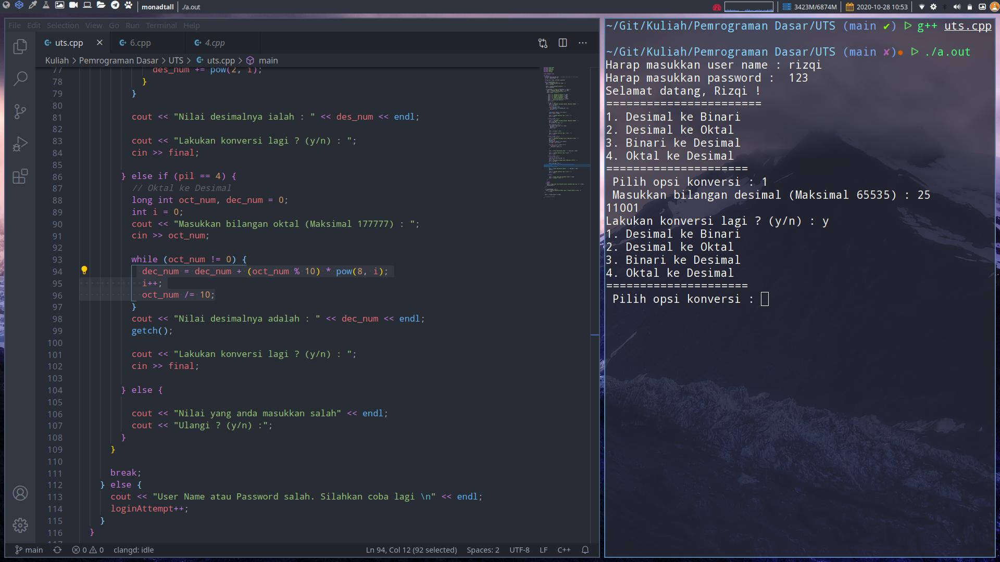 monadtall ./a.out
3423M/6874M 2020-10-28 10:53
File Edit Selection View Go Run Terminal Help
uts.cpp 6.cpp 4.cpp
Kuliah > Pemrograman Dasar > UTS > uts.cpp > main
77 des_num += pow(2, i);
78 }
79 }
80
81 cout << "Nilai desimalnya ialah : " << des_num << endl;
82
83 cout << "Lakukan konversi lagi ? (y/n) : ";
84 cin >> final;
85
86 } else if (pil == 4) {
87 // Oktal ke Desimal
88 long int oct_num, dec_num = 0;
89 int i = 0;
90 cout << "Masukkan bilangan oktal (Maksimal 177777) : ";
91 cin >> oct_num;
92
93 while (oct_num != 0) {
94 dec_num = dec_num + (oct_num % 10) * pow(8, i);
95 i++;
96 oct_num /= 10;
97 }
98 cout << "Nilai desimalnya adalah : " << dec_num << endl;
99 getch();
100
101 cout << "Lakukan konversi lagi ? (y/n) : ";
102 cin >> final;
103
104 } else {
105
106 cout << "Nilai yang anda masukkan salah" << endl;
107 cout << "Ulangi ? (y/n) :";
108 }
109 }
110
111 break;
112 } else {
113 cout << "User Name atau Password salah. Silahkan coba lagi \n" << endl;
114 loginAttempt++;
115 }
116 }
main 0 0 clangd: idle Ln 94, Col 12 (92 selected) Spaces: 2 UTF-8 LF C++
~/Git/Kuliah/Pemrograman Dasar/UTS (main ✔) ▷ g++ uts.cpp
~/Git/Kuliah/Pemrograman Dasar/UTS (main ✘)● ▷ ./a.out
Harap masukkan user name : rizqi
Harap masukkan password :  123
Selamat datang, Rizqi !
=======================
1. Desimal ke Binari
2. Desimal ke Oktal
3. Binari ke Desimal
4. Oktal ke Desimal
=====================
Pilih opsi konversi : 1
Masukkan bilangan desimal (Maksimal 65535) : 25
11001
Lakukan konversi lagi ? (y/n) : y
1. Desimal ke Binari
2. Desimal ke Oktal
3. Binari ke Desimal
4. Oktal ke Desimal
=====================
Pilih opsi konversi :